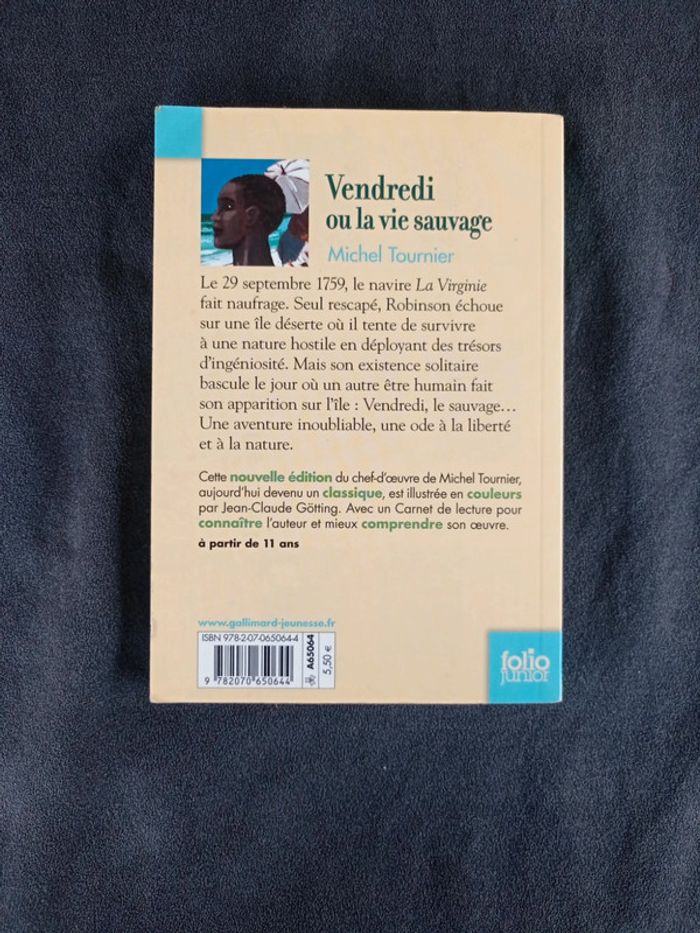 Vendredi
ou la vie sauvage
Michel Tournier
Le 29 septembre 1759, le navire La Virginie
fait naufrage. Seul rescapé, Robinson échoue
sur une île déserte où il tente de survivre
à une nature hostile en déployant des trésors
d'ingéniosité. Mais son existence solitaire
bascule le jour où un autre être humain fait
son apparition sur l'île : Vendredi, le sauvage...
Une aventure inoubliable, une ode à la liberté
et à la nature.
Cette nouvelle édition du chef-d'œuvre de Michel Tournier,
aujourd'hui devenu un classique, est illustrée en couleurs
par Jean-Claude Götting. Avec un Carnet de lecture pour
connaître l'auteur et mieux comprendre son œuvre.
à partir de 11 ans
www.gallimard-jeunesse.fr
ISBN 978-2-07-065064-4
9 782070 650644
A65064
5,50 €
folio
junior